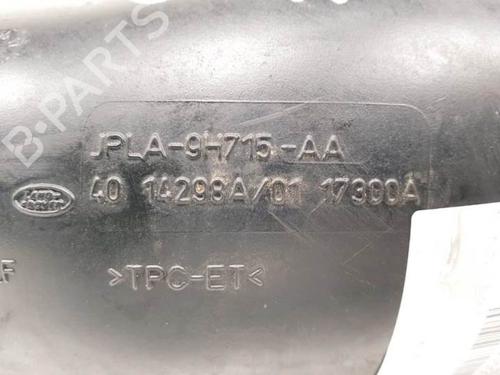 B-PARTS
JPLA-9H715-AA
40 14298A/01 17300A
>TPC-ET<